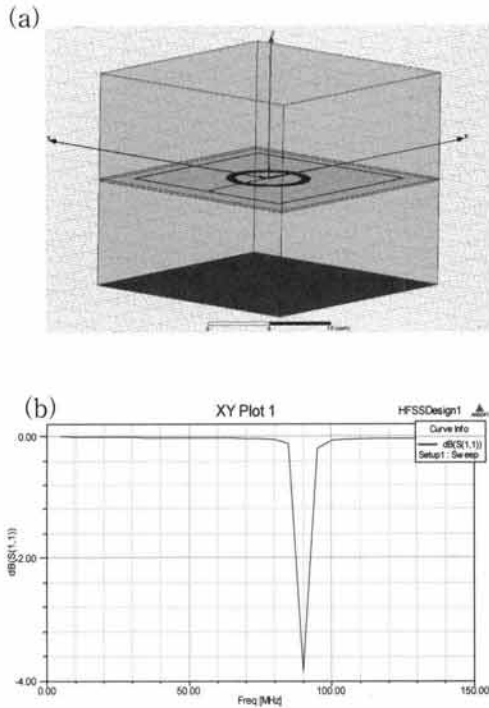 (a)
(b)
XY Plot 1
HFSSDesign1
Curve Info
dB(S(1,1))
Setup1 : Sweep
0.00
-2.00
-4.00
dB(S(1,1))
0.00
50.00
100.00
150.00
Freq [MHz]